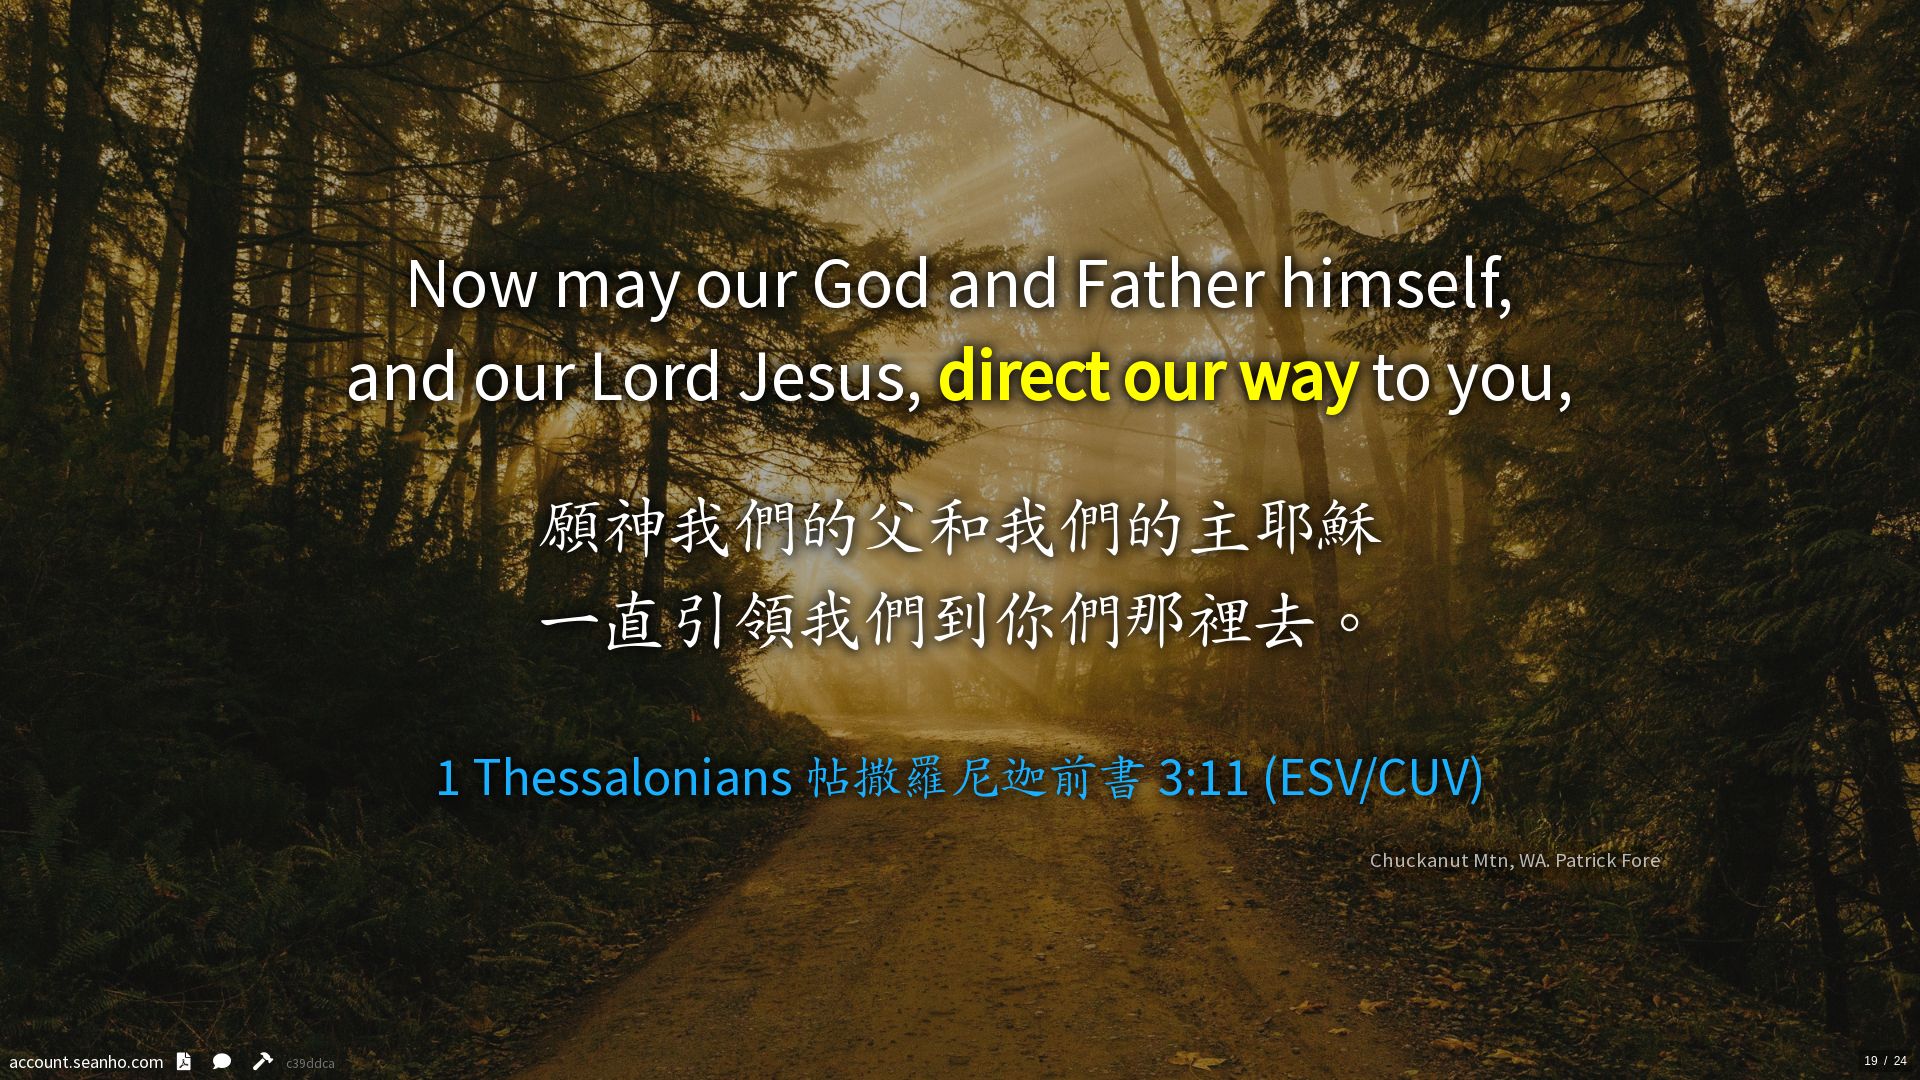 Now may our God and Father himself,
and our Lord Jesus, direct our way to you,
願神我們的父和我們的主耶穌
一直引領我們到你們那裡去。
1 Thessalonians 帖撒羅尼迦前書 3:11 (ESV/CUV)
Chuckanut Mtn, WA. Patrick Fore
account.seanho.com c39ddca
19 / 24